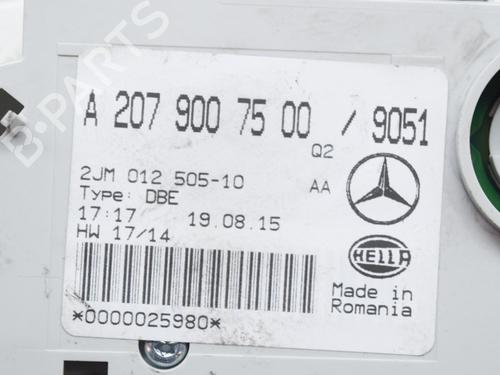 A 207 900 75 00 / 9051
Q2
2JM 012 505-10 AA
Type: DBE
17:17 19.08.15
HW 17/14
HELLA
Made in
Romania
*0000025980*
B-PARTS